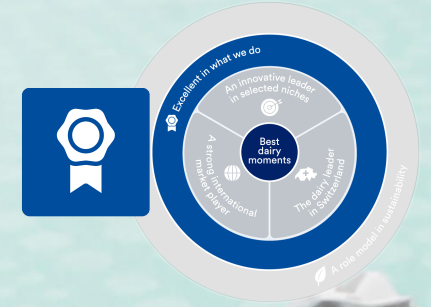 Excellent in what we do
An innovative leader
in selected niches
Best
dairy
moments
A strong international
market player
The dairy leader
in Switzerland
A role model in sustainability